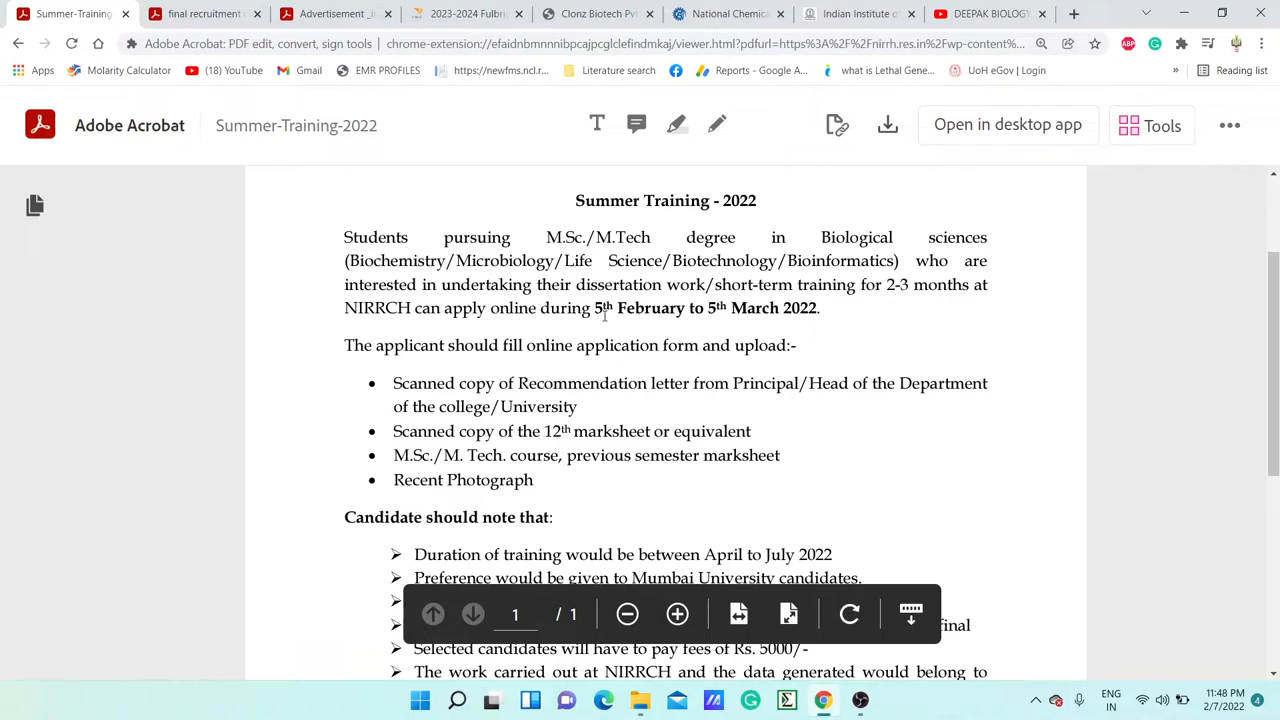 Summer-Training-
final recruitment
Advertisement_i
2023-2024 Fulbri
Clonz Biotech Pvt
National Chemica
Indian Institute of
DEEPAK BIOLOGY
Adobe Acrobat: PDF edit, convert, sign tools | chrome-extension://efaidnbmnnnibpcajpcglclefindmkaj/viewer.html?pdfurl=https%3A%2F%2Fnirrh.res.in%2Fwp-content%...
Apps
Molarity Calculator
(18) YouTube
Gmail
EMR PROFILES
https://newfms.ncl.r...
Literature search
Reports - Google A...
what is Lethal Gene...
UoH eGov | Login
»
Reading list
Adobe Acrobat
Summer-Training-2022
Open in desktop app
Tools
Summer Training - 2022
Students pursuing M.Sc./M.Tech degree in Biological sciences
(Biochemistry/Microbiology/Life Science/Biotechnology/Bioinformatics) who are
interested in undertaking their dissertation work/short-term training for 2-3 months at
NIRRCH can apply online during 5th February to 5th March 2022.
The applicant should fill online application form and upload:-
• Scanned copy of Recommendation letter from Principal/Head of the Department
of the college/University
• Scanned copy of the 12th marksheet or equivalent
• M.Sc./M. Tech. course, previous semester marksheet
• Recent Photograph
Candidate should note that:
➢ Duration of training would be between April to July 2022
➢ Preference would be given to Mumbai University candidates.
1 / 1
final
➢ Selected candidates will have to pay fees of Rs. 5000/-
➢ The work carried out at NIRRCH and the data generated would belong to
ENG
IN
11:48 PM
2/7/2022
4